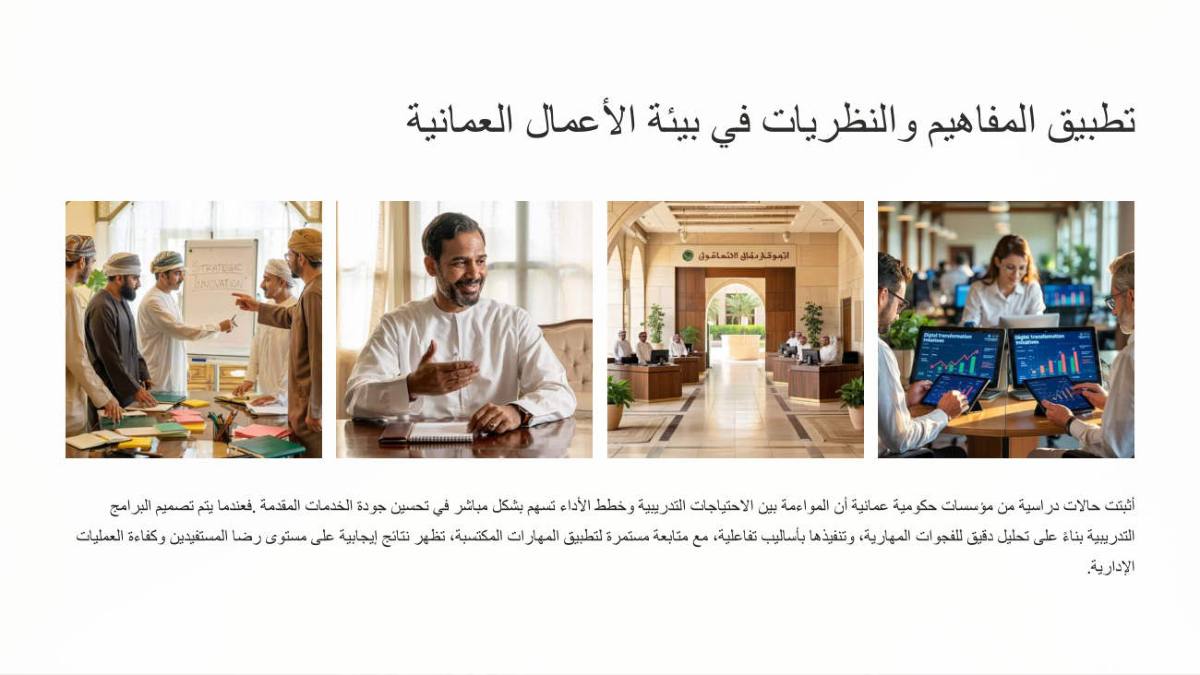 تطبيق المفاهيم والنظريات في بيئة الأعمال العمانية
STRATEGIC
INNOVATION
Digital Transformation
Initiatives
Digital Transformation
Initiatives
أثبتت حالات دراسية من مؤسسات حكومية عمانية أن المواءمة بين الاحتياجات التدريبية وخطط الأداء تسهم بشكل مباشر في تحسين جودة الخدمات المقدمة .فعندما يتم تصميم البرامج
التدريبية بناءً على تحليل دقيق للفجوات المهارية، وتنفيذها بأساليب تفاعلية، مع متابعة مستمرة لتطبيق المهارات المكتسبة، تظهر نتائج إيجابية على مستوى رضا المستفيدين وكفاءة العمليات
الإدارية.